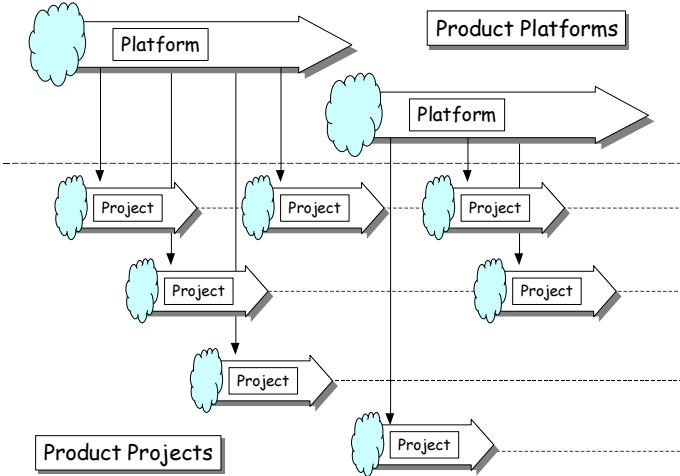 Product Platforms
Platform
Platform
Project
Project
Project
Project
Project
Project
Project
Product Projects